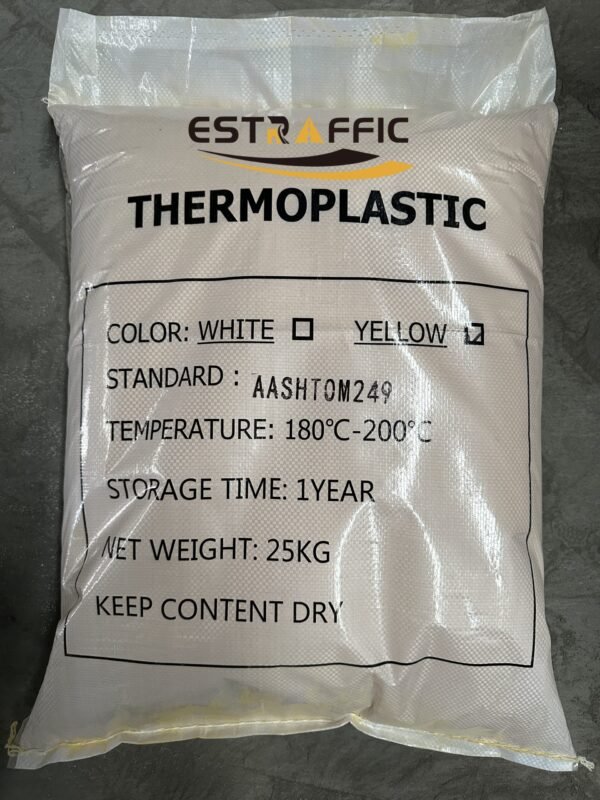 ESTRAFFIC
THERMOPLASTIC
COLOR: WHITE ☐ YELLOW ☑
STANDARD : AASHTOM249
TEMPERATURE: 180℃-200℃
STORAGE TIME: 1YEAR
NET WEIGHT: 25KG
KEEP CONTENT DRY